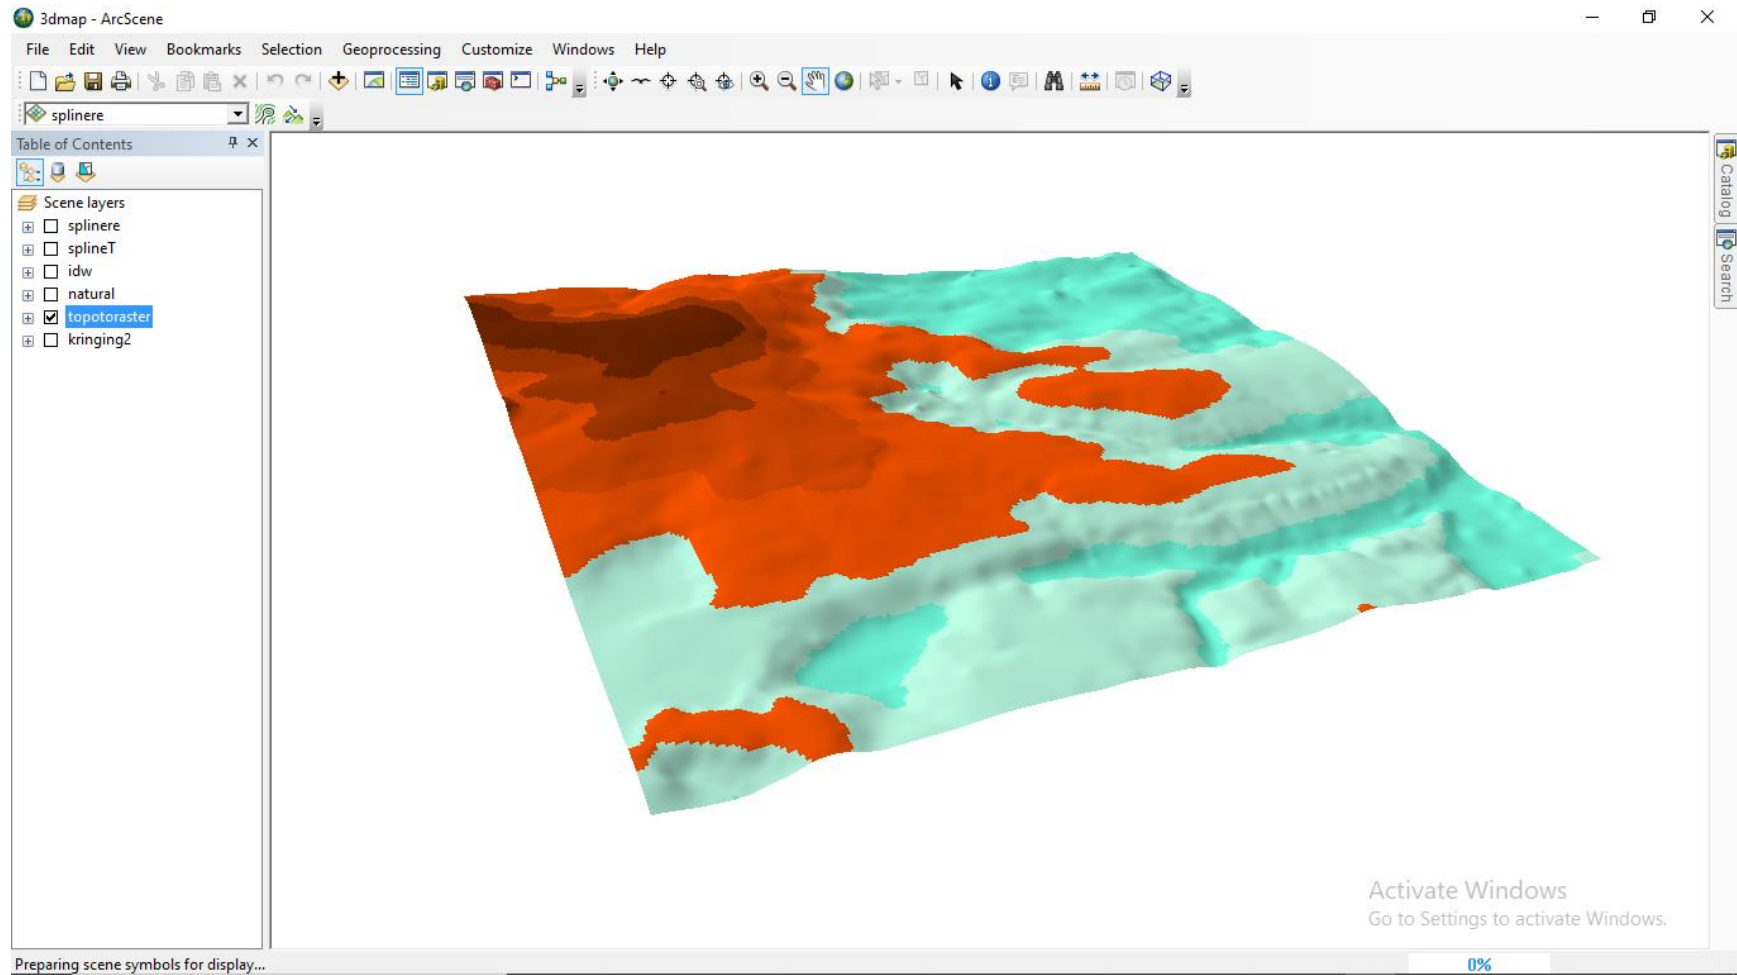 3dmap - ArcScene
File Edit View Bookmarks Selection Geoprocessing Customize Windows Help
splinere
Table of Contents
Scene layers
splinere
splineT
idw
natural
topotoraster
kringing2
Catalog
Search
Activate Windows
Go to Settings to activate Windows.
Preparing scene symbols for display...
0%